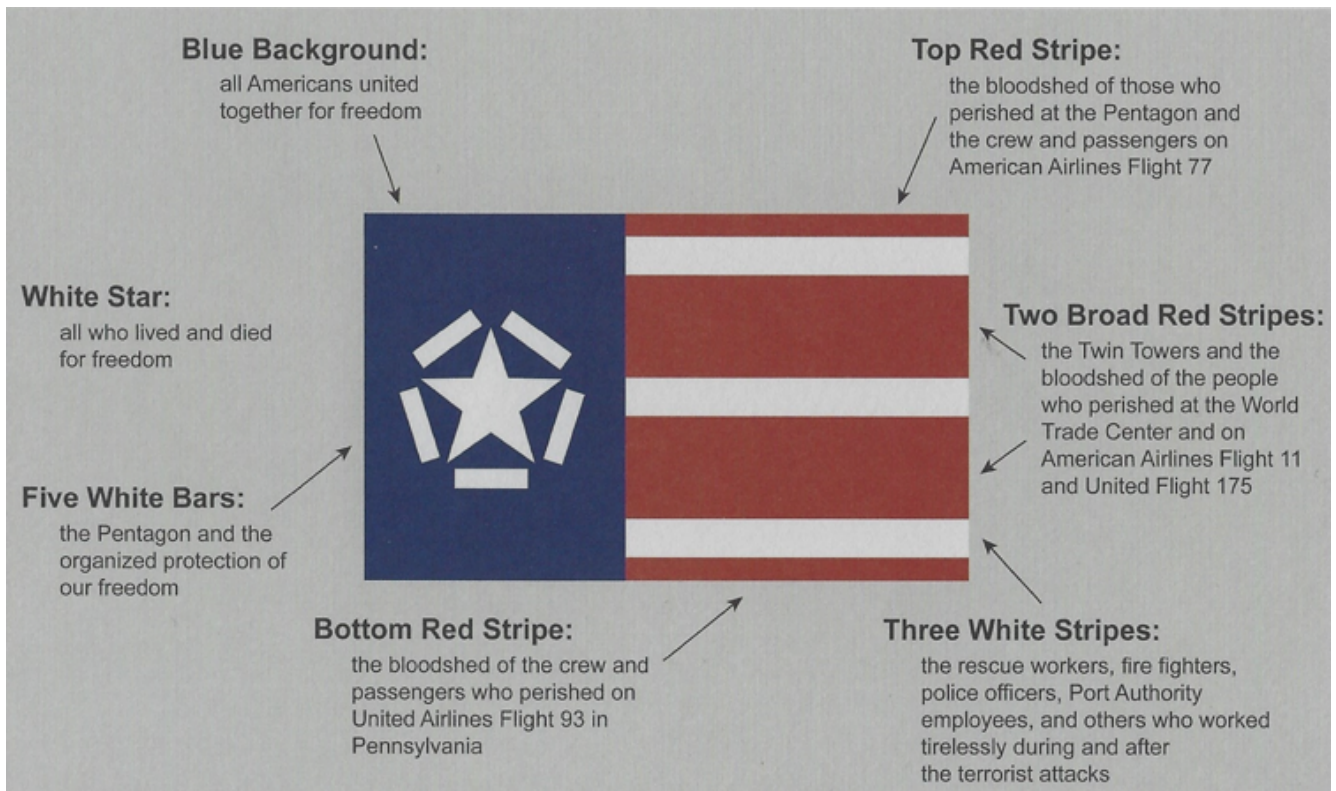 Blue Background:
all Americans united
together for freedom
Top Red Stripe:
the bloodshed of those who
perished at the Pentagon and
the crew and passengers on
American Airlines Flight 77
White Star:
all who lived and died
for freedom
Two Broad Red Stripes:
the Twin Towers and the
bloodshed of the people
who perished at the World
Trade Center and on
American Airlines Flight 11
and United Flight 175
Five White Bars:
the Pentagon and the
organized protection of
our freedom
Bottom Red Stripe:
the bloodshed of the crew and
passengers who perished on
United Airlines Flight 93 in
Pennsylvania
Three White Stripes:
the rescue workers, fire fighters,
police officers, Port Authority
employees, and others who worked
tirelessly during and after
the terrorist attacks